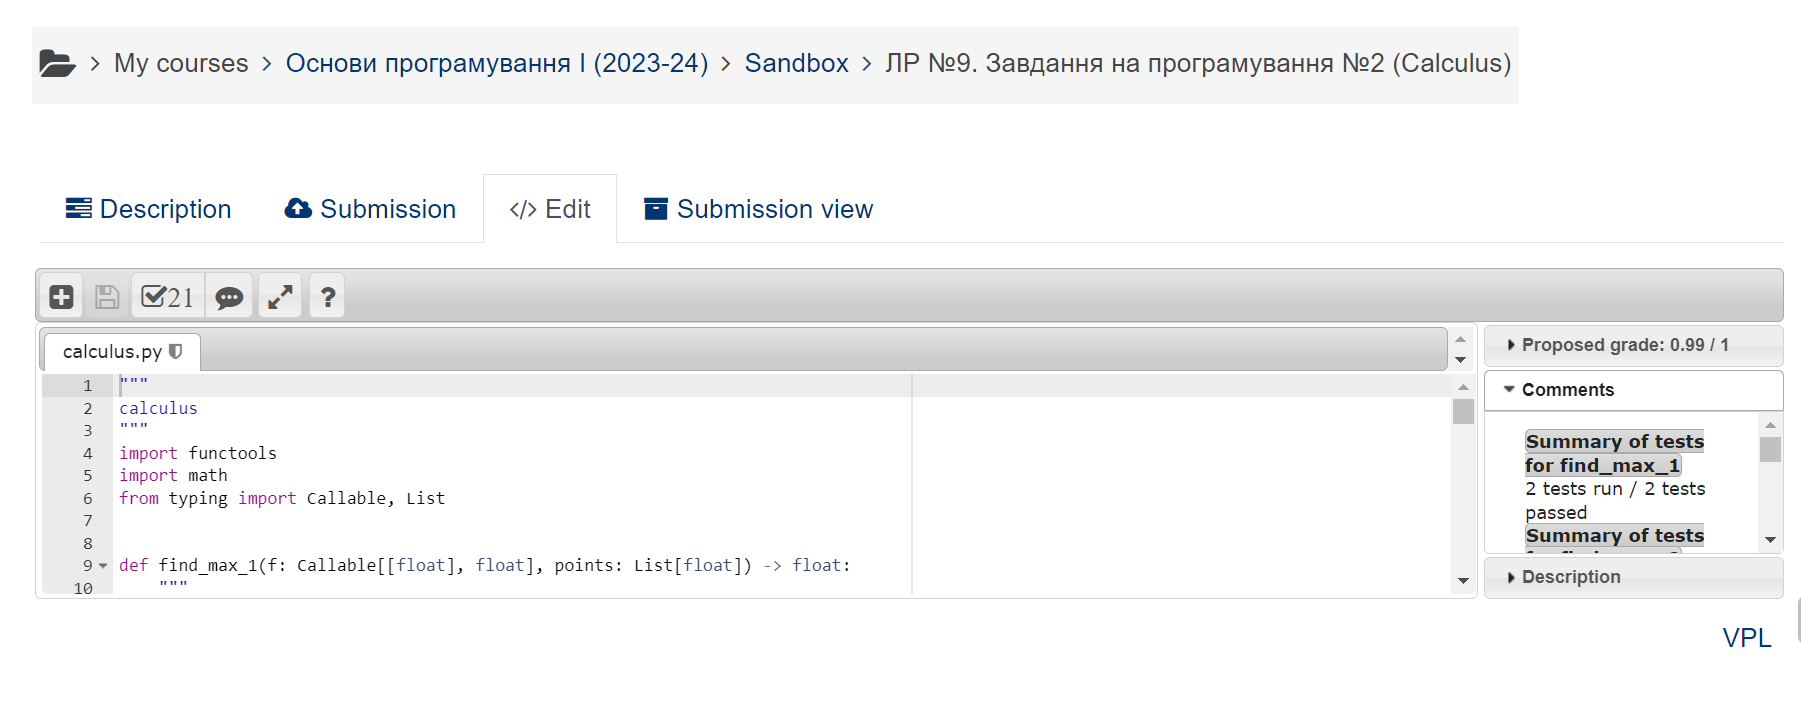 > My courses > Основи програмування I (2023-24) > Sandbox > ЛР №9. Завдання на програмування №2 (Calculus)
Description Submission </> Edit Submission view
21 ?
calculus.py
1 """
2 calculus
3 """
4 import functools
5 import math
6 from typing import Callable, List
7
8
9 def find_max_1(f: Callable[[float], float], points: List[float]) -> float:
10 """
Proposed grade: 0.99 / 1
Comments
Summary of tests
for find_max_1
2 tests run / 2 tests
passed
Summary of tests
Description
VPL